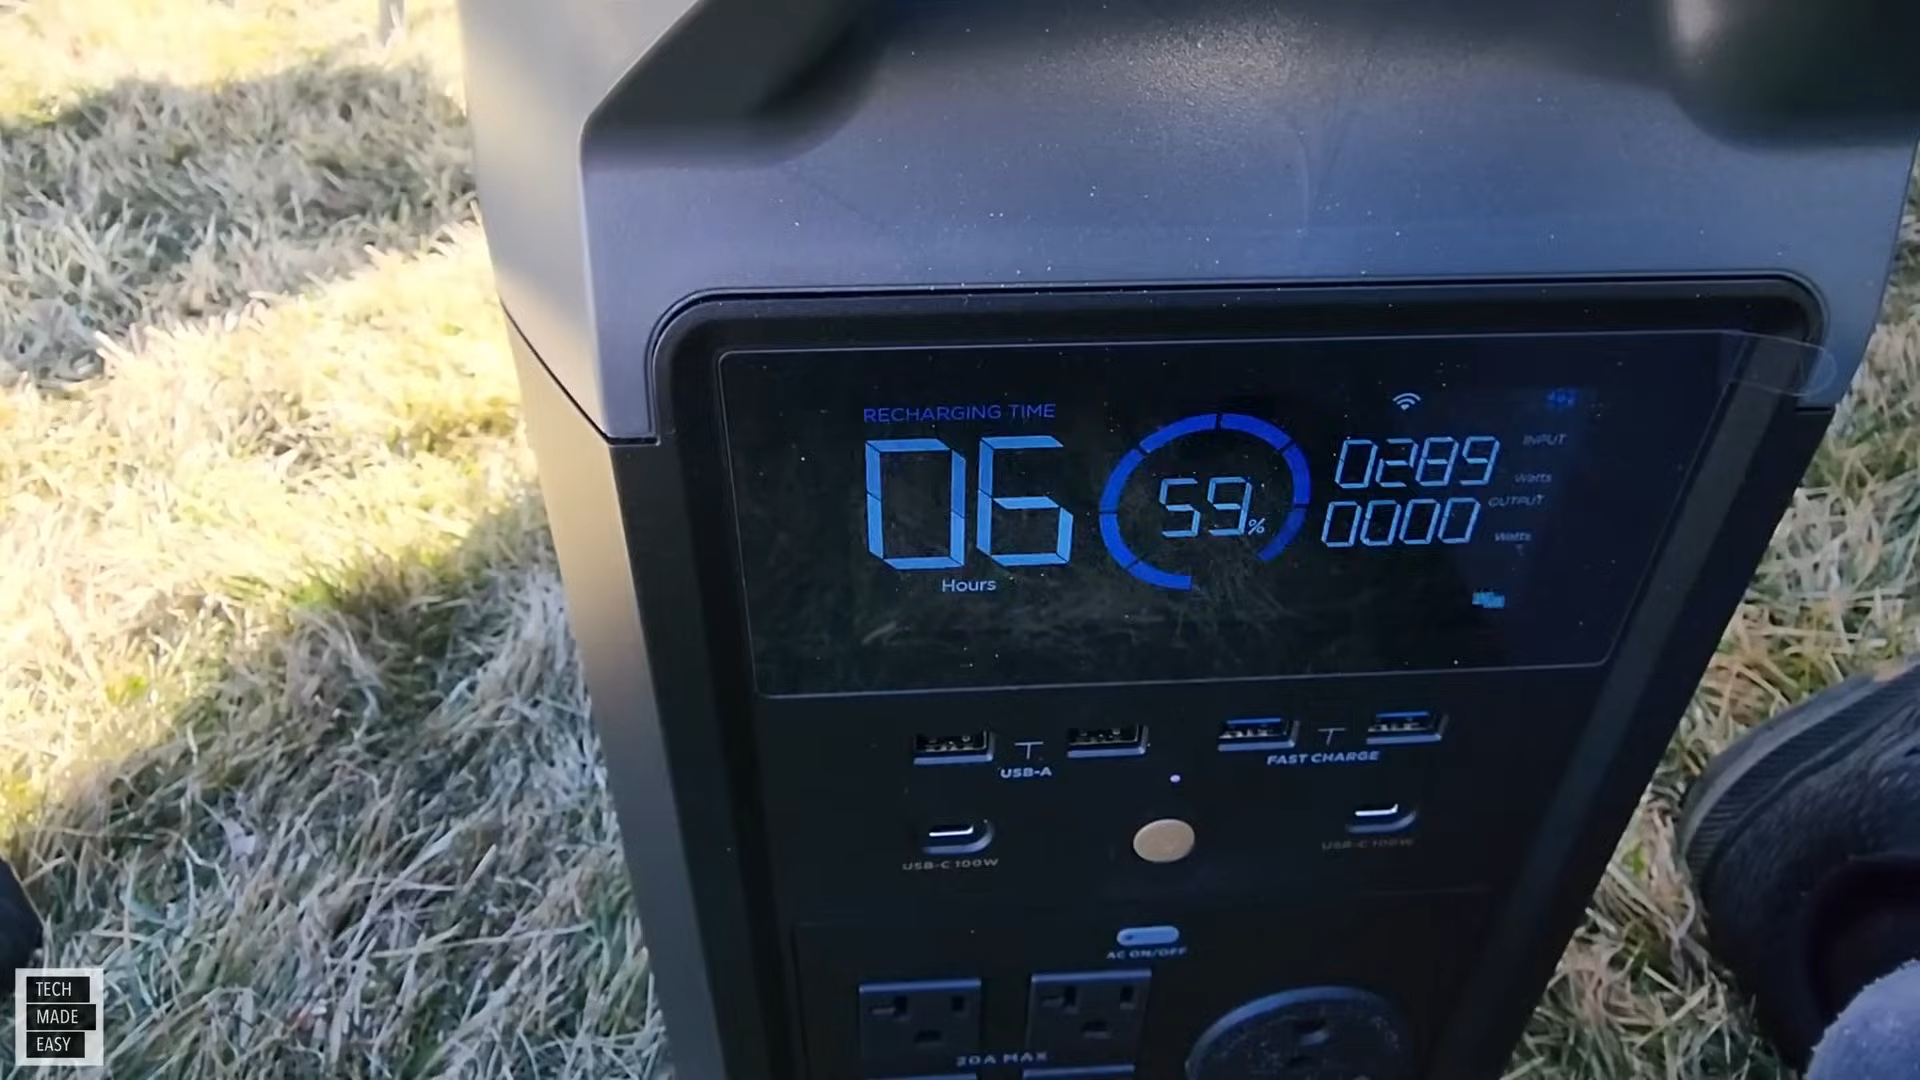 RECHARGING TIME
06
Hours
59%
0289
INPUT
Watts
0000
OUTPUT
Watts
USB-A
FAST CHARGE
USB-C 100W
USB-C 100W
AC ON/OFF
20A MAX
TECH
MADE
EASY